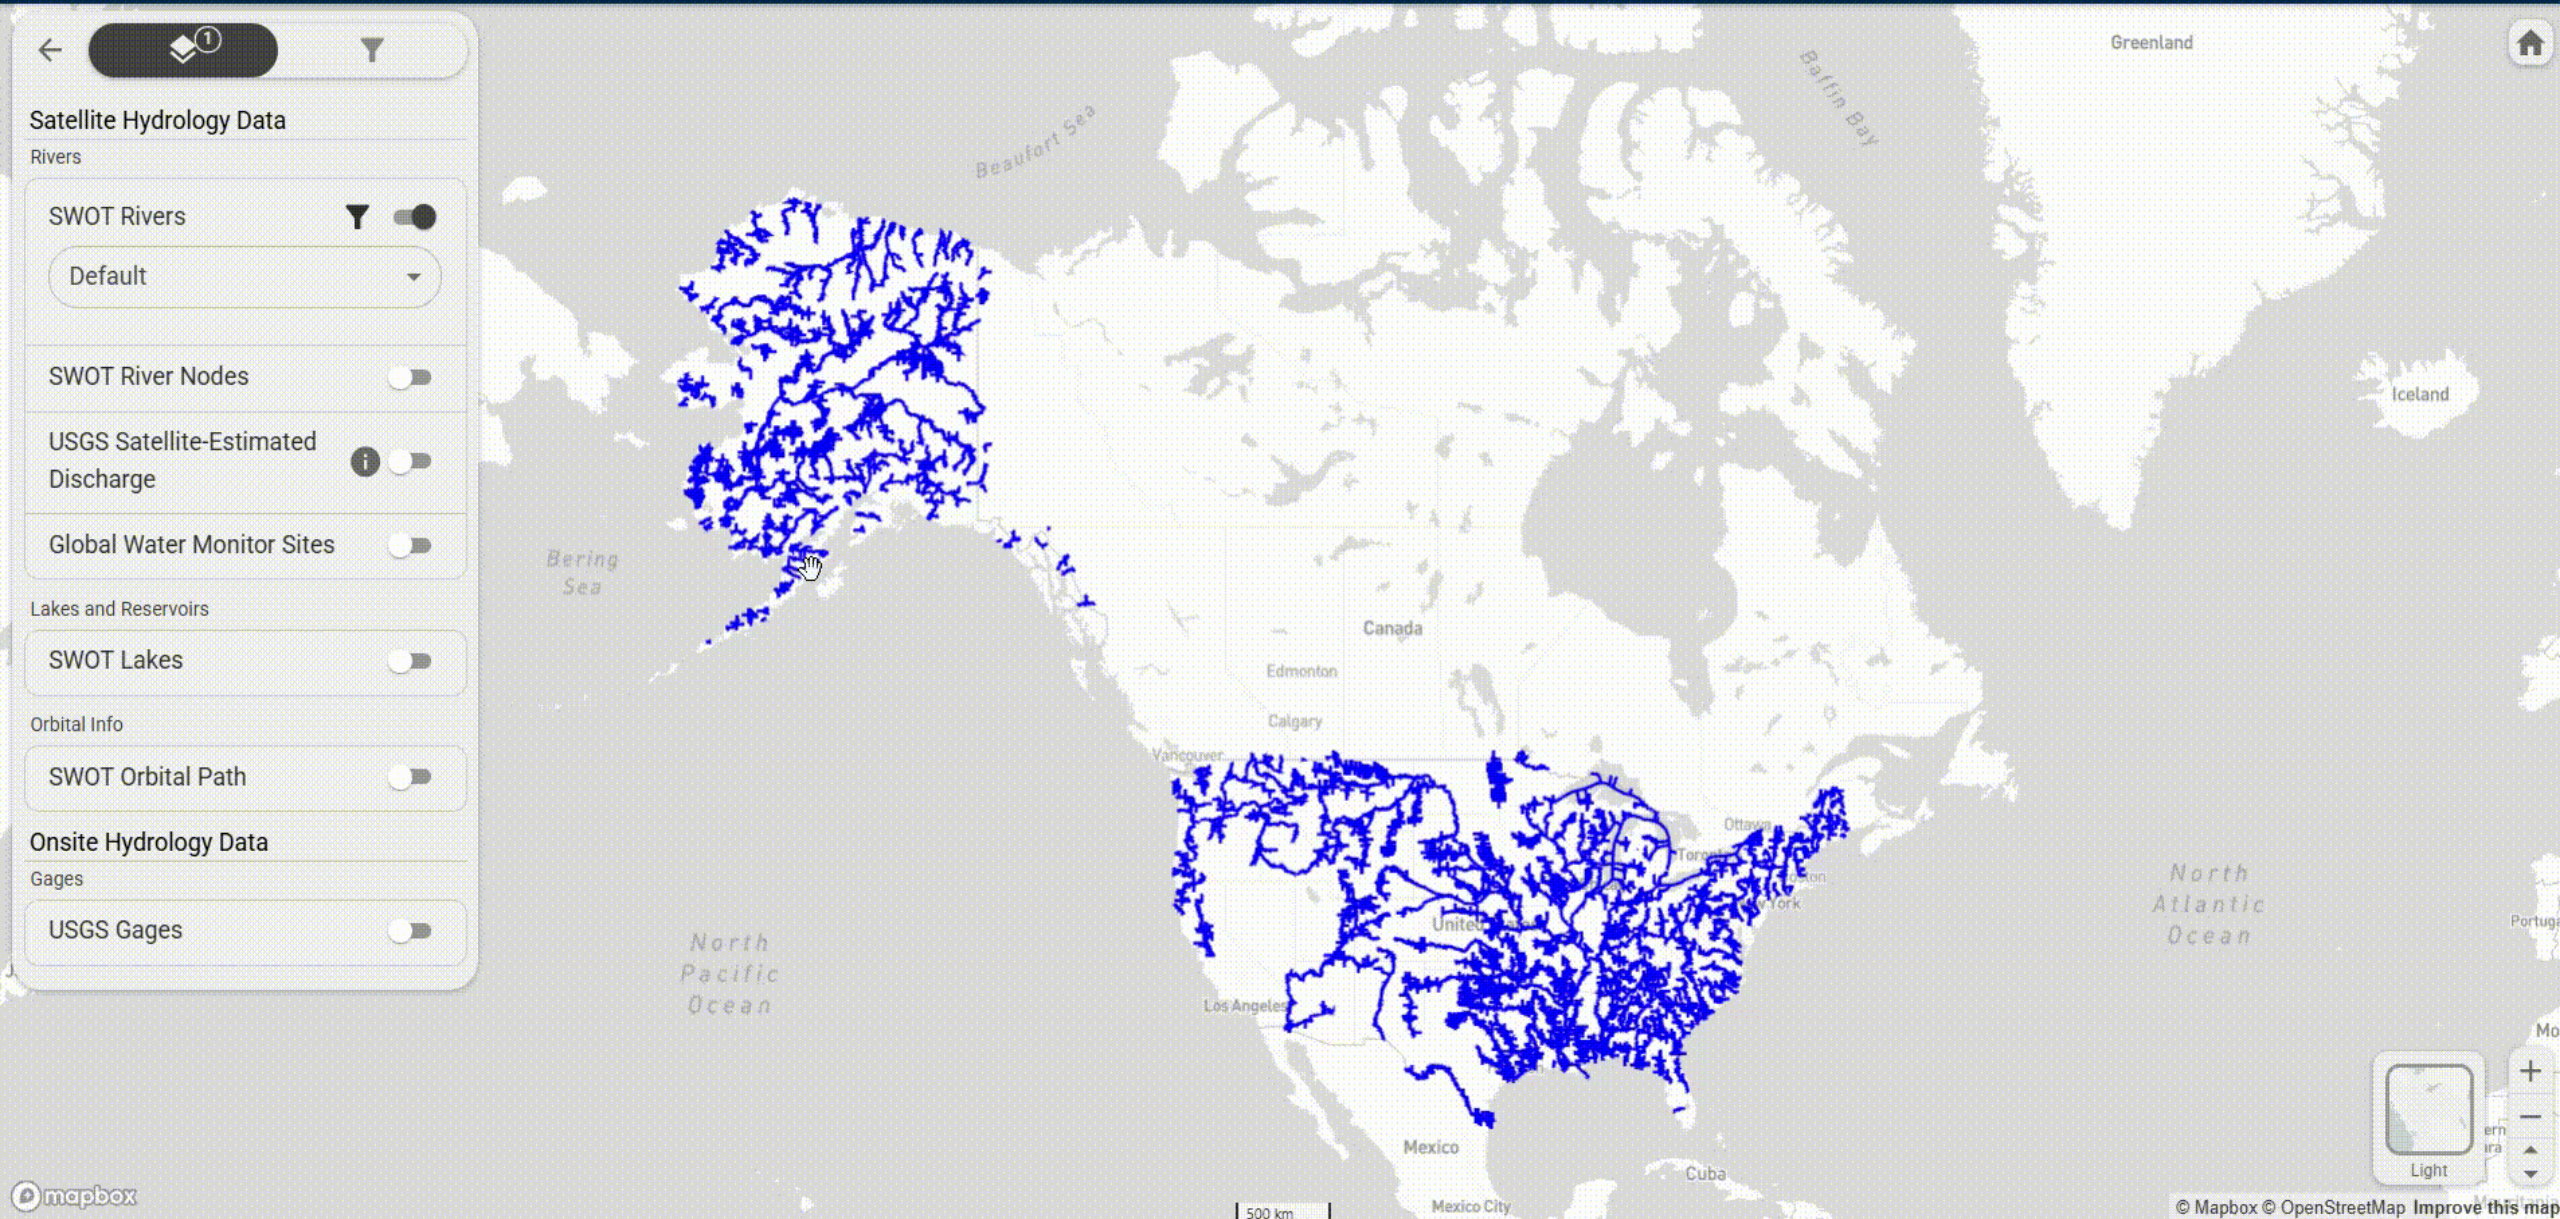 1
Satellite Hydrology Data
Rivers
SWOT Rivers
Default
SWOT River Nodes
USGS Satellite-Estimated
Discharge
i
Global Water Monitor Sites
Lakes and Reservoirs
SWOT Lakes
Orbital Info
SWOT Orbital Path
Onsite Hydrology Data
Gages
USGS Gages
Greenland
Baffin Bay
Beaufort Sea
Iceland
Bering
Sea
Canada
Edmonton
Calgary
Vancouver
Ottawa
North
Atlantic
Ocean
North
Pacific
Ocean
Los Angeles
Mexico
Cuba
Mexico City
500 km
Light
mapbox
© Mapbox © OpenStreetMap Improve this map